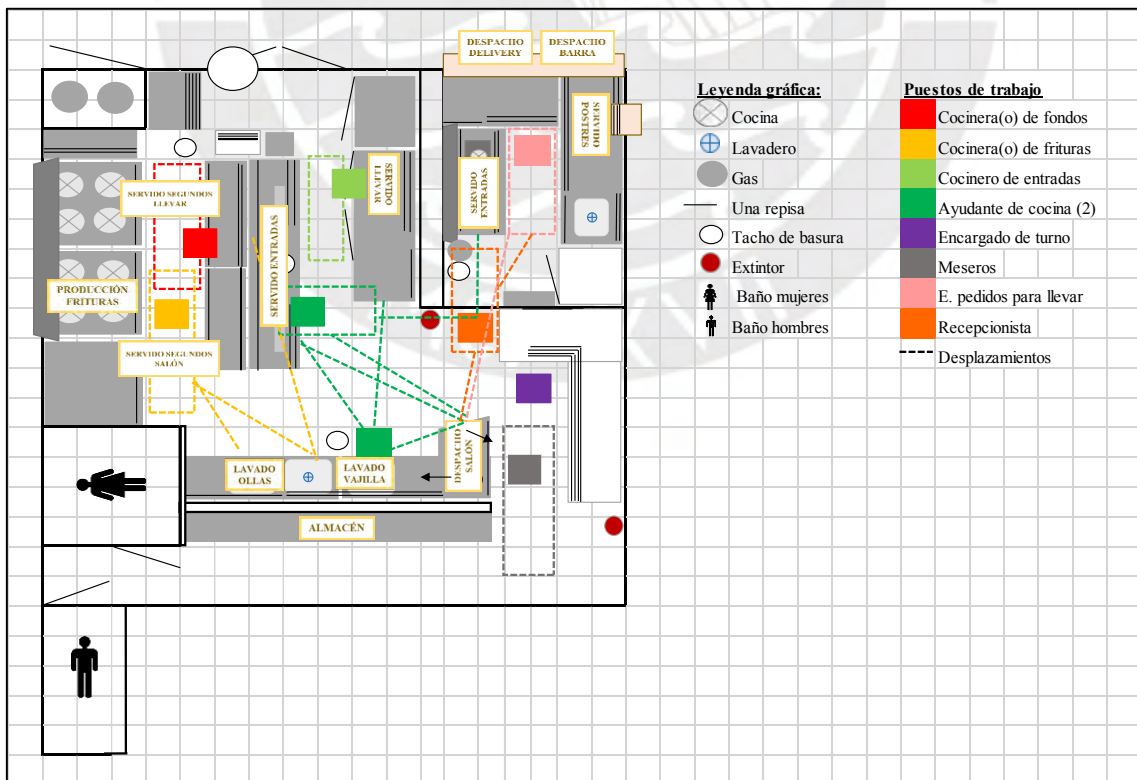 DESPACHO
DELIVERY
DESPACHO
BARRA
SERVIDO
POSTRES
SERVIDO
ENTRADAS
SERVIDO
LLEVAR
SERVIDO SEGUNDOS
LLEVAR
SERVIDO ENTRADAS
PRODUCCIÓN
FRITURAS
SERVIDO SEGUNDOS
SALÓN
LAVADO
OLLAS
LAVADO
VAJILLA
DESPACHO
SALÓN
ALMACÉN
Leyenda gráfica:
Cocina
Lavadero
Gas
Una repisa
Tacho de basura
Extintor
Baño mujeres
Baño hombres
Puestos de trabajo
Cocinera(o) de fondos
Cocinera(o) de frituras
Cocinero de entradas
Ayudante de cocina (2)
Encargado de turno
Meseros
E. pedidos para llevar
Recepcionista
Desplazamientos